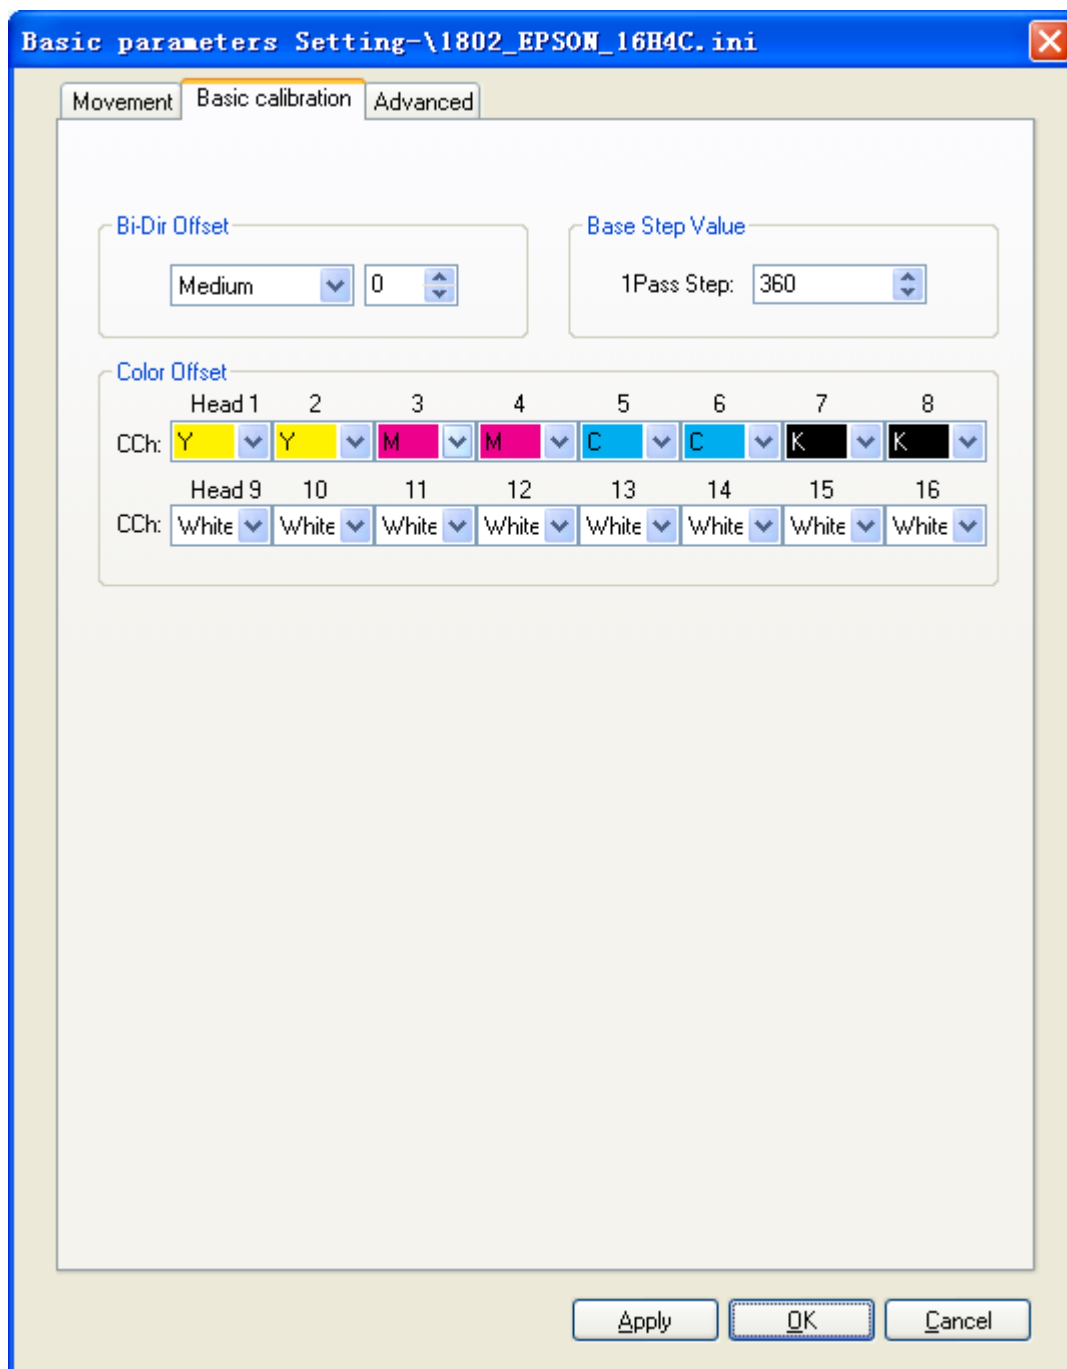 Basic parameters Setting-\1802_EPSON_16H4C.ini
Movement Basic calibration Advanced
Bi-Dir Offset Base Step Value
Medium 0 1Pass Step: 360
Color Offset
Head 1 2 3 4 5 6 7 8
CCh: Y Y M M C C K K
Head 9 10 11 12 13 14 15 16
CCh: White White White White White White White White
Apply OK Cancel